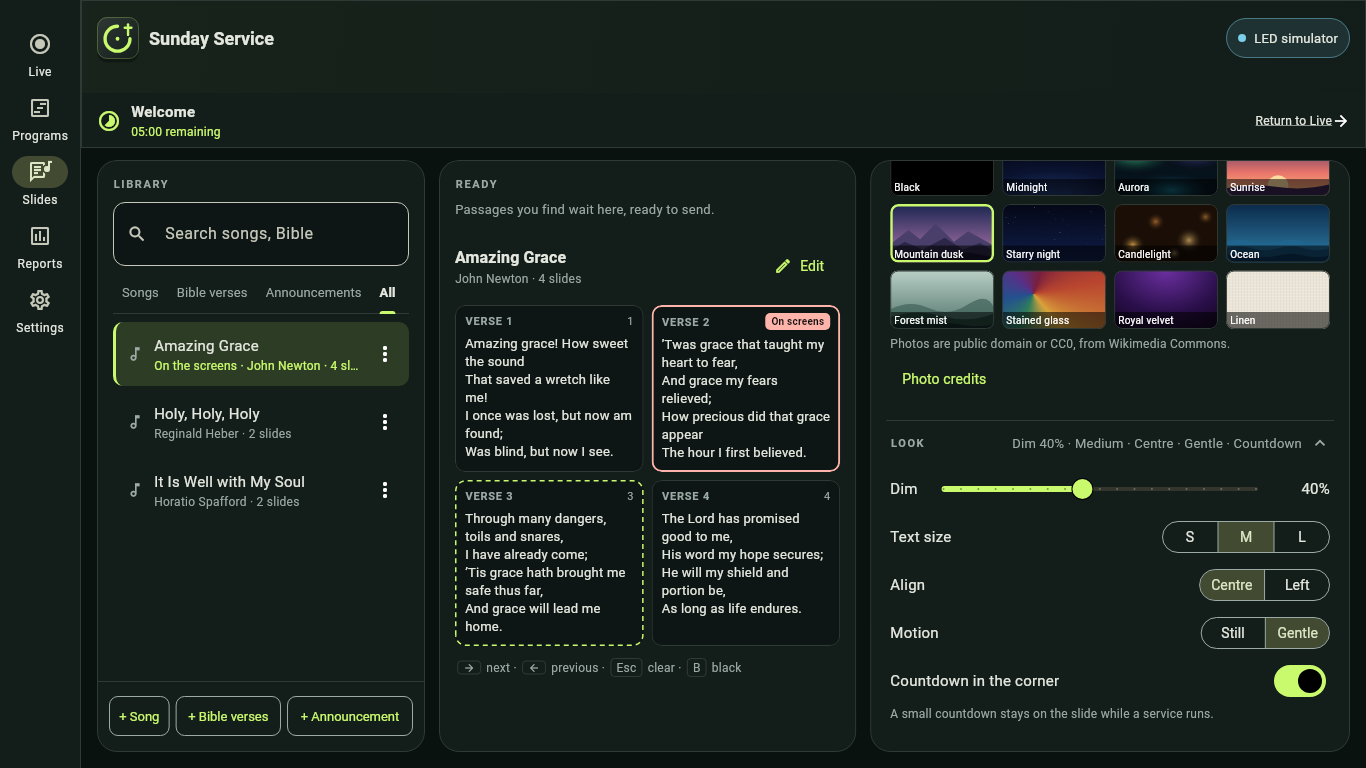 Sunday Service
LED simulator
Live
Programs
Slides
Reports
Settings
Welcome
05:00 remaining
Return to Live
LIBRARY
Search songs, Bible
Songs
Bible verses
Announcements
All
Amazing Grace
On the screens · John Newton · 4 sl…
Holy, Holy, Holy
Reginald Heber · 2 slides
It Is Well with My Soul
Horatio Spafford · 2 slides
+ Song
+ Bible verses
+ Announcement
READY
Passages you find wait here, ready to send.
Amazing Grace
John Newton · 4 slides
Edit
VERSE 1
1
Amazing grace! How sweet
the sound
That saved a wretch like
me!
I once was lost, but now am
found;
Was blind, but now I see.
VERSE 2
On screens
’Twas grace that taught my
heart to fear,
And grace my fears
relieved;
How precious did that grace
appear
The hour I first believed.
VERSE 3
3
Through many dangers,
toils and snares,
I have already come;
’Tis grace hath brought me
safe thus far,
And grace will lead me
home.
VERSE 4
4
The Lord has promised
good to me,
His word my hope secures;
He will my shield and
portion be,
As long as life endures.
→ next · ← previous · Esc clear · B black
Black
Midnight
Aurora
Sunrise
Mountain dusk
Starry night
Candlelight
Ocean
Forest mist
Stained glass
Royal velvet
Linen
Photos are public domain or CC0, from Wikimedia Commons.
Photo credits
LOOK
Dim 40% · Medium · Centre · Gentle · Countdown
Dim
40%
Text size
S
M
L
Align
Centre
Left
Motion
Still
Gentle
Countdown in the corner
A small countdown stays on the slide while a service runs.